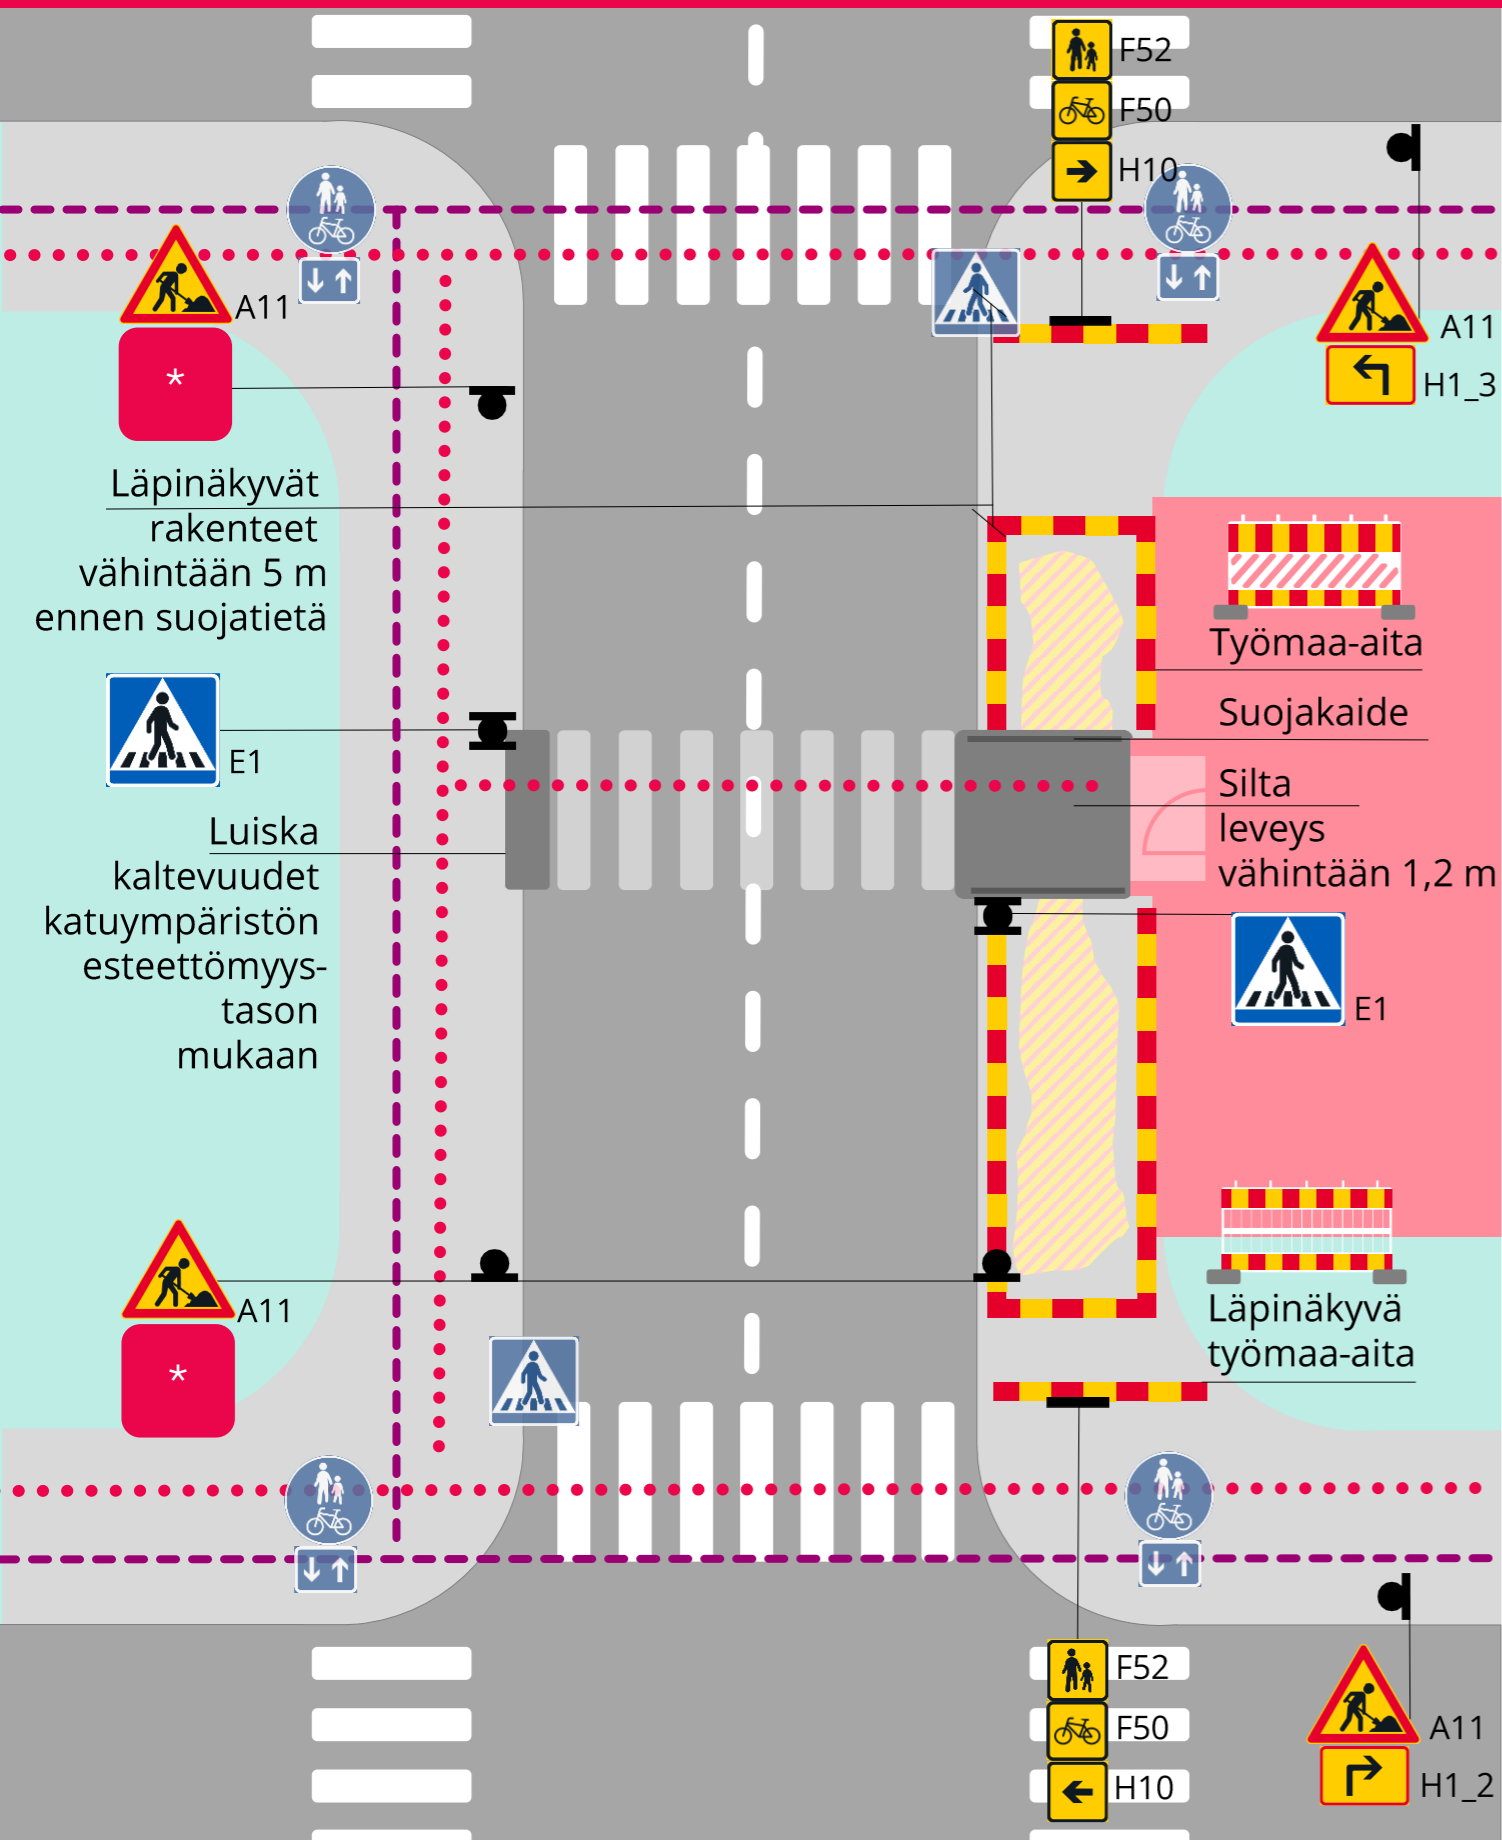 F52
F50
H10
A11
*
A11
H1_3
Läpinäkyvät
rakenteet
vähintään 5 m
ennen suojatietä
Työmaa-aita
Suojakaide
E1
Silta
leveys
vähintään 1,2 m
Luiska
kaltevuudet
katuympäristön
esteettömyys-
tason
mukaan
E1
A11
*
Läpinäkyvä
työmaa-aita
F52
F50
H10
A11
H1_2